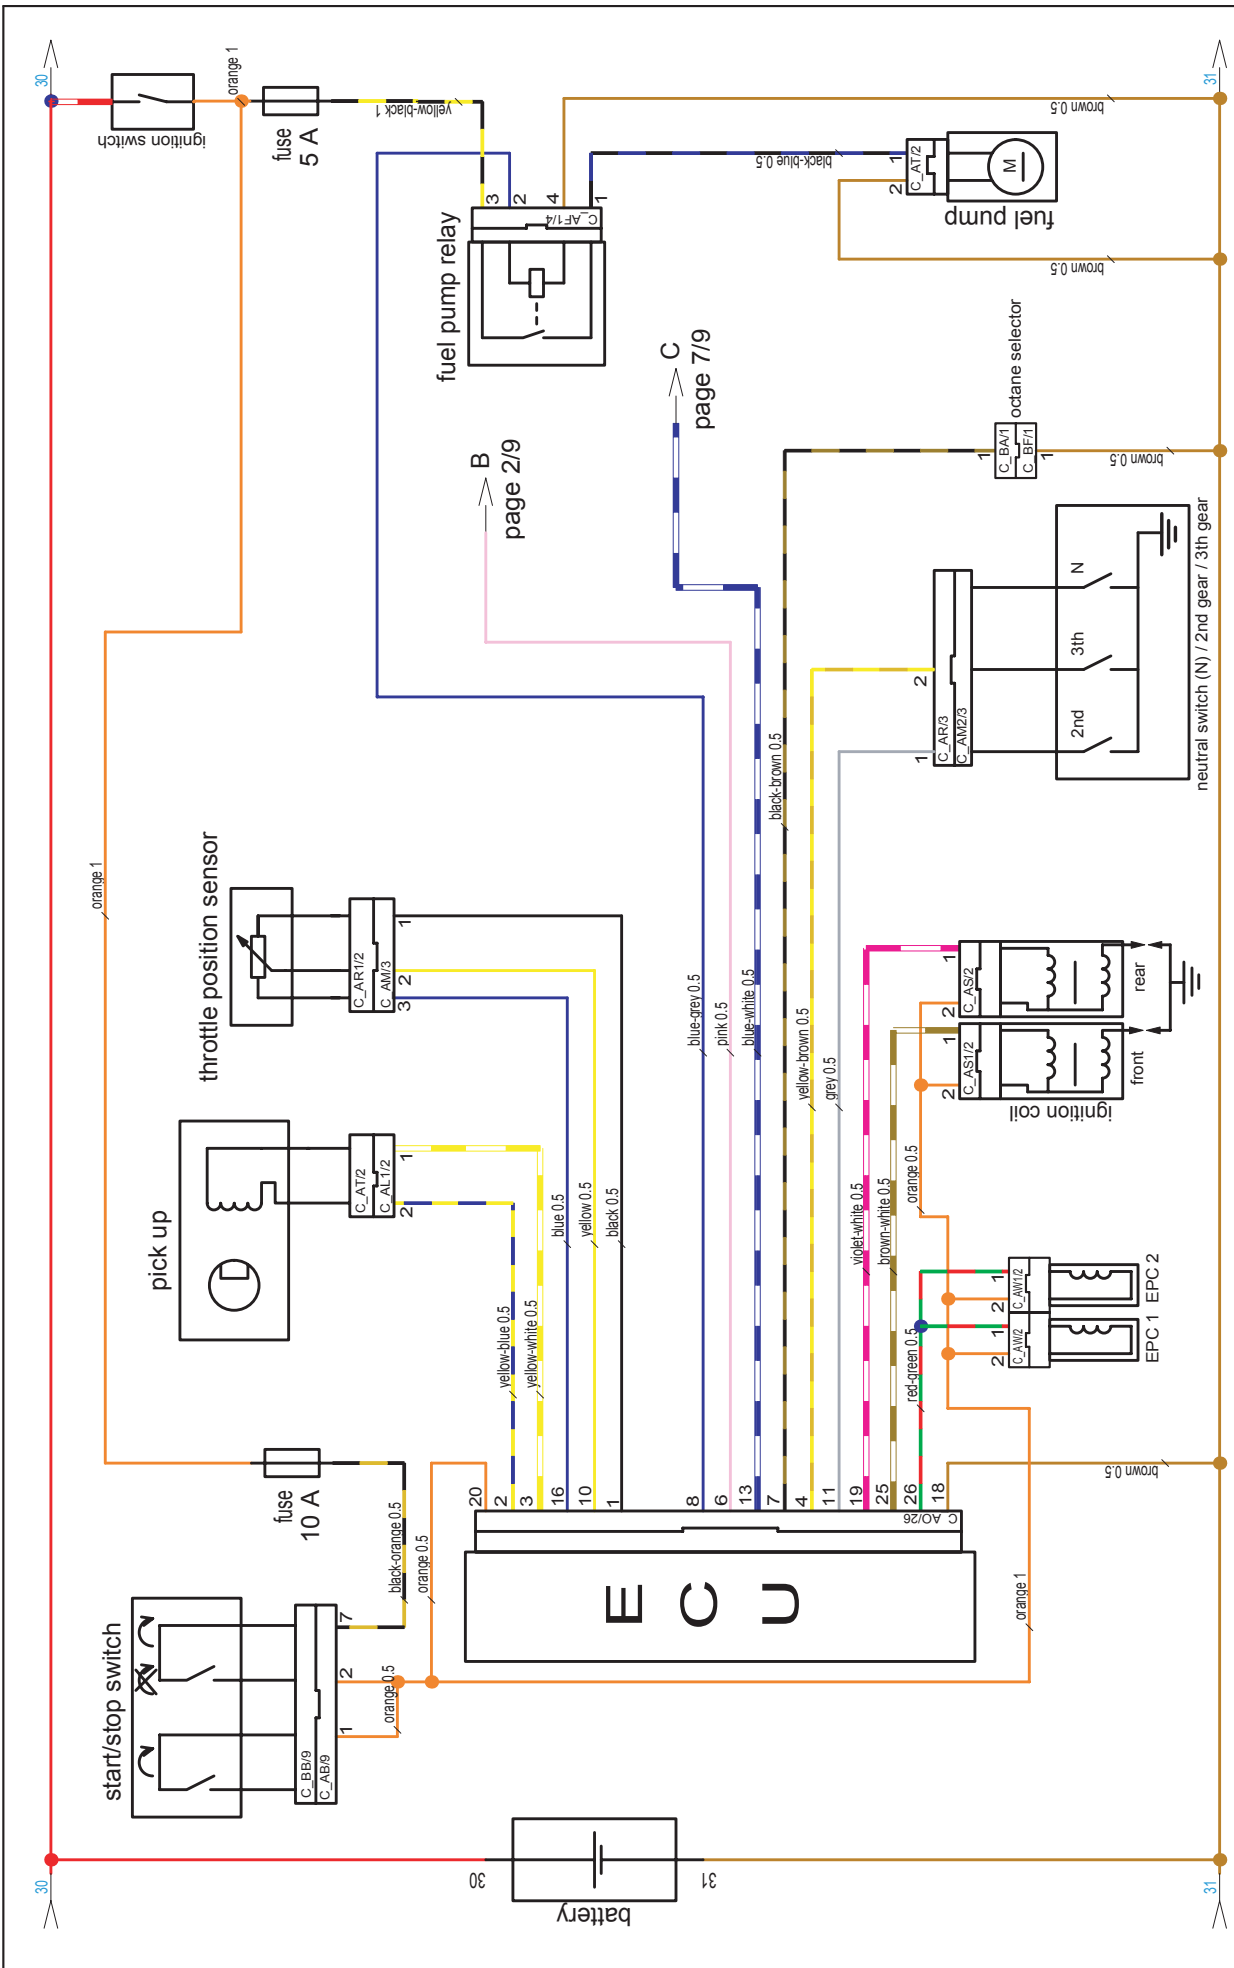 30
ignition switch
orange 1
fuse
5 A
yellow-black 1
brown 0.5
31
3
2
4
1
C_AF1/4
fuel pump relay
black-blue 0.5
1
2
C_AT/2
M
fuel pump
brown 0.5
C
page 7/9
B
page 2/9
octane selector
1
C_BA/1
C_BF/1
1
brown 0.5
orange 1
throttle position sensor
C_AR1/2
C_AM/3
1
2
3
blue-grey 0.5
pink 0.5
blue-white 0.5
black-brown 0.5
yellow-brown 0.5
grey 0.5
2
1
C_AR/3
C_AM2/3
N
3th
2nd
neutral switch (N) / 2nd gear / 3th gear
pick up
C_AT/2
C_AL1/2
1
2
yellow-blue 0.5
yellow-white 0.5
blue 0.5
yellow 0.5
black 0.5
violet-white 0.5
brown-white 0.5
orange 0.5
1
2
C_AS/2
rear
1
2
C_AS1/2
front
ignition coil
red-green 0.5
1
2
C_AW1/2
EPC 2
1
2
C_AW/2
EPC 1
fuse
10 A
black-orange 0.5
orange 0.5
20
2
3
16
10
1
8
6
13
7
4
11
19
25
26
18
C AO/26
brown 0.5
E C U
orange 1
start/stop switch
C_BB/9
C_AB/9
7
2
1
orange 0.5
30
30
battery
31
31